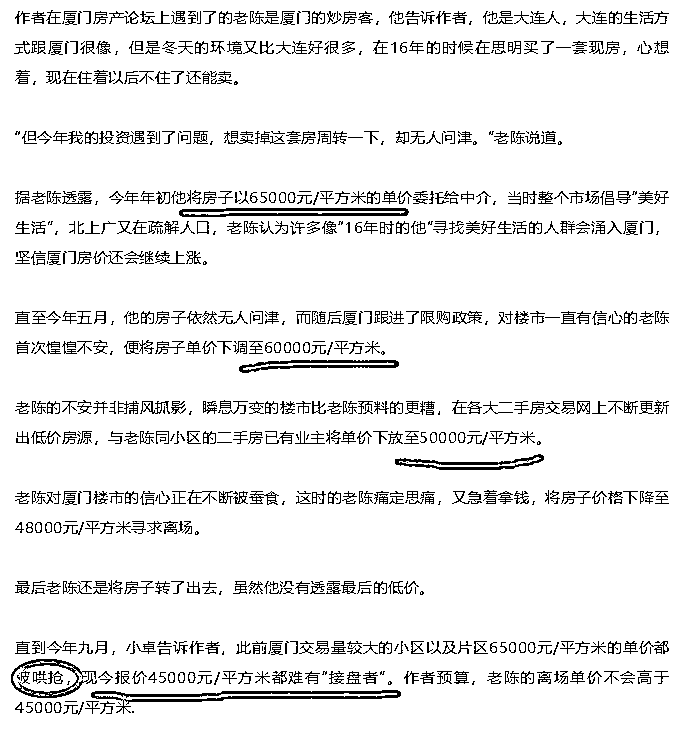 作者在厦门房产论坛上遇到了的老陈是厦门的炒房客，他告诉作者，他是大连人，大连的生活方
式跟厦门很像，但是冬天的环境又比大连好很多，在16年的时候在思明买了一套现房，心想
着，现在住着以后不住了还能卖。
“但今年我的投资遇到了问题，想卖掉这套房周转一下，却无人问津。”老陈说道。
据老陈透露，今年年初他将房子以65000元/平方米的单价委托给中介，当时整个市场倡导“美好
生活”，北上广又在疏解人口，老陈认为许多像“16年时的他”寻找美好生活的人群会涌入厦门，
坚信厦门房价还会继续上涨。
直至今年五月，他的房子依然无人问津，而随后厦门跟进了限购政策，对楼市一直有信心的老陈
首次惶惶不安，便将房子单价下调至60000元/平方米。
老陈的不安并非捕风抓影，瞬息万变的楼市比老陈预料的更糟，在各大二手房交易网上不断更新
出低价房源，与老陈同小区的二手房已有业主将单价下放至50000元/平方米。
老陈对厦门楼市的信心正在不断被蚕食，这时的老陈痛定思痛，又急着拿钱，将房子价格下降至
48000元/平方米寻求离场。
最后老陈还是将房子转了出去，虽然他没有透露最后的低价。
直到今年九月，小卓告诉作者，此前厦门交易量较大的小区以及片区65000元/平方米的单价都
被哄抢，现今报价45000元/平方米都难有“接盘者”。作者预算，老陈的离场单价不会高于
45000元/平方米.